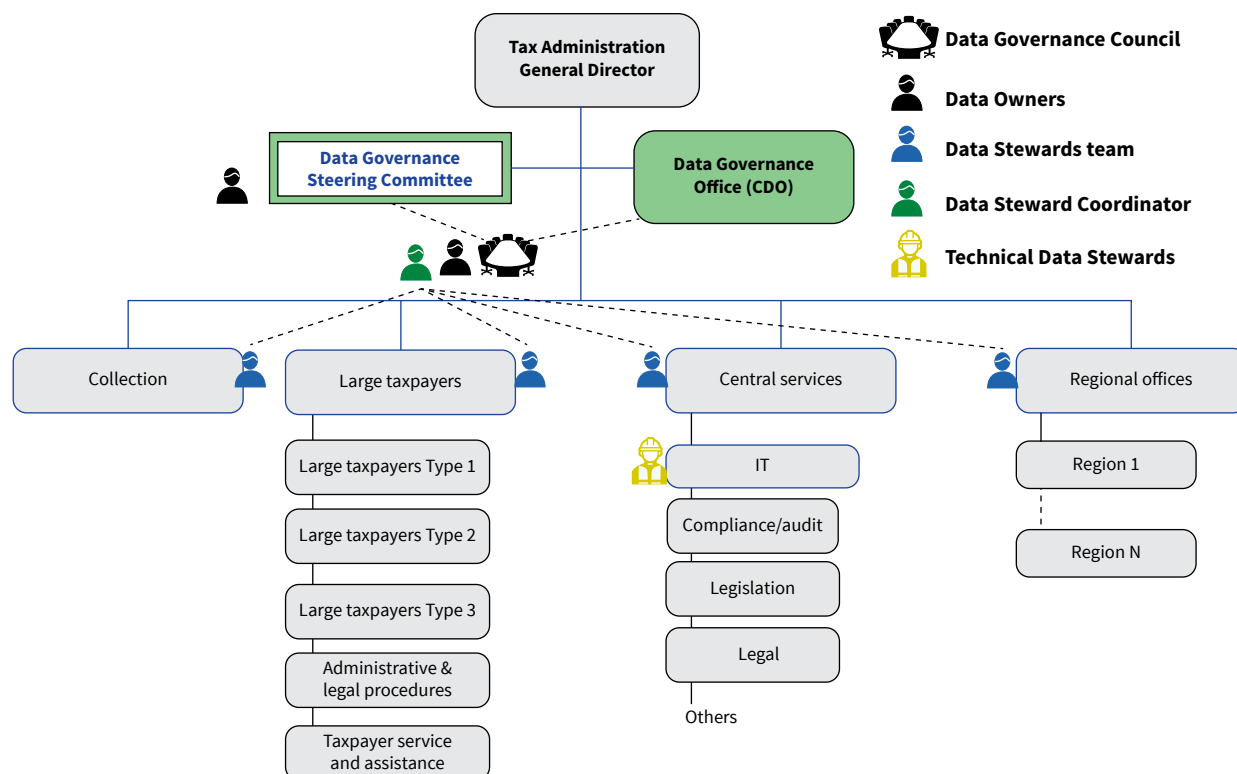 Tax Administration
General Director
Data Governance Council
Data Owners
Data Stewards team
Data Steward Coordinator
Technical Data Stewards
Data Governance
Steering Committee
Data Governance
Office (CDO)
Collection
Large taxpayers
Central services
Regional offices
Large taxpayers Type 1
Large taxpayers Type 2
Large taxpayers Type 3
Administrative &
legal procedures
Taxpayer service
and assistance
IT
Compliance/audit
Legislation
Legal
Others
Region 1
Region N